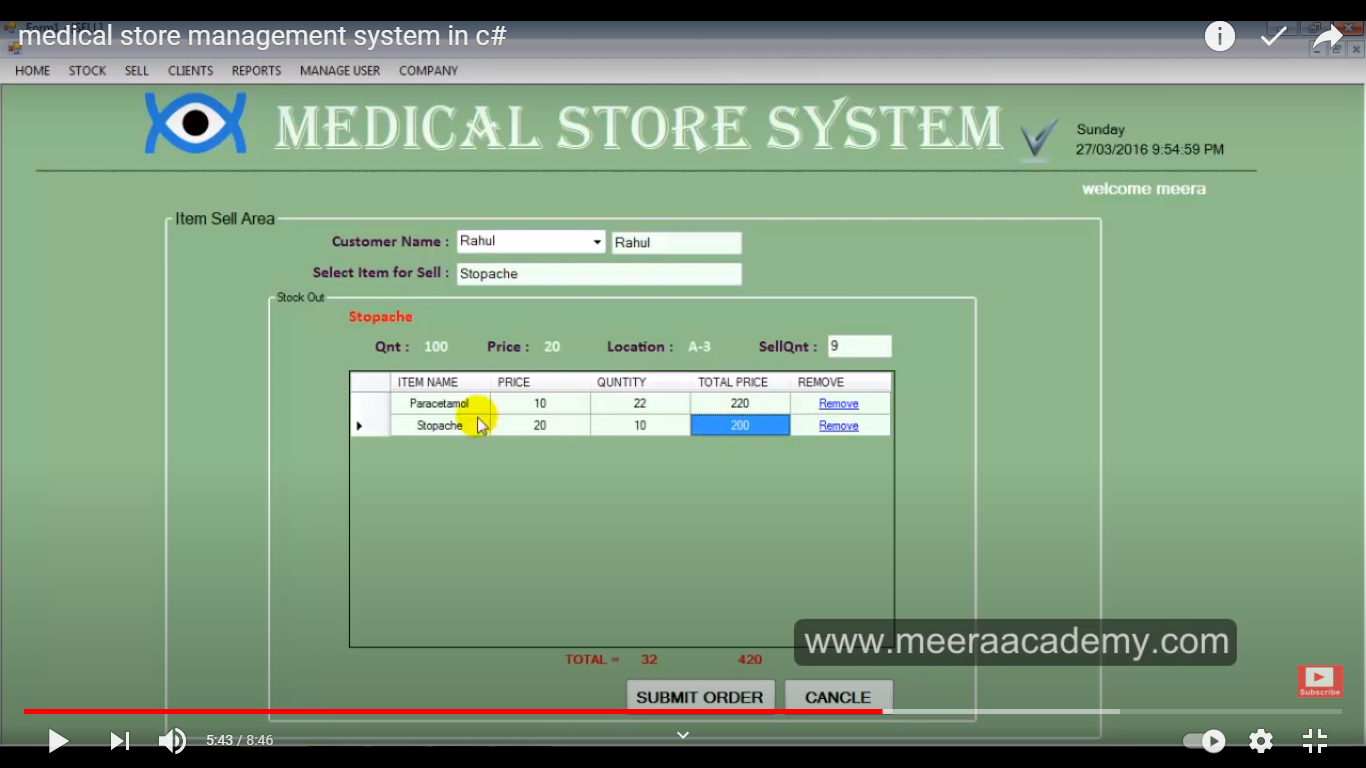 medical store management system in c#
HOME STOCK SELL CLIENTS REPORTS MANAGE USER COMPANY
MEDICAL STORE SYSTEM
Sunday
27/03/2016 9:54:59 PM
welcome meera
Item Sell Area
Customer Name : Rahul Rahul
Select Item for Sell : Stopache
Stock Out
Stopache
Qnt : 100 Price : 20 Location : A-3 SellQnt : 9
ITEM NAME PRICE QUNTITY TOTAL PRICE REMOVE
Paracetamol 10 22 220 Remove
Stopache 20 10 200 Remove
www.meeraacademy.com
TOTAL = 32 420
Subscribe
SUBMIT ORDER CANCLE
5:43 / 8:46